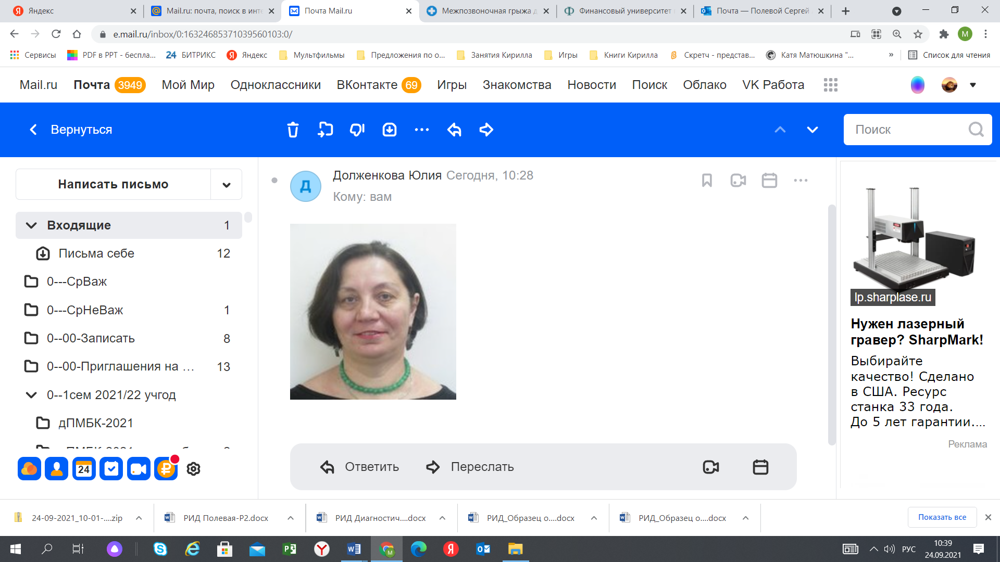 Яндекс
Mail.ru: почта, поиск в инте
Почта Mail.ru
Межпозвоночная грыжа д
Финансовый университет
Почта — Полевой Сергей
e.mail.ru/inbox/0:16324685371039560103:0/
M
Сервисы
PDF в PPT - беспла...
24 БИТРИКС
Яндекс
Мультфильмы
Предложения по о...
Занятия Кирилла
Игры
Книги Кирилла
Скретч - представ...
Катя Матюшкина "...
»
Список для чтения
Mail.ru
Почта 3949
Мой Мир
Одноклассники
ВКонтакте 69
Игры
Знакомства
Новости
Поиск
Облако
VK Работа
Вернуться
Поиск
Написать письмо
Входящие 1
Письма себе 12
0---СрВаж
0---СрНеВаж 1
0--00-Записать 8
0--00-Приглашения на ... 13
0--1сем 2021/22 учгод
дПМБК-2021
24
Д
Долженкова Юлия Сегодня, 10:28
Кому: вам
Ответить
Переслать
lp.sharplase.ru
Нужен лазерный
гравер? SharpMark!
Выбирайте
качество! Сделано
в США. Ресурс
станка 33 года.
До 5 лет гарантии....
Реклама
24-09-2021_10-01-....zip
РИД Полевая-Р2.docx
РИД Диагностич....docx
РИД_Образец о....docx
РИД_Образец о....docx
Показать все
РУС
10:39
24.09.2021